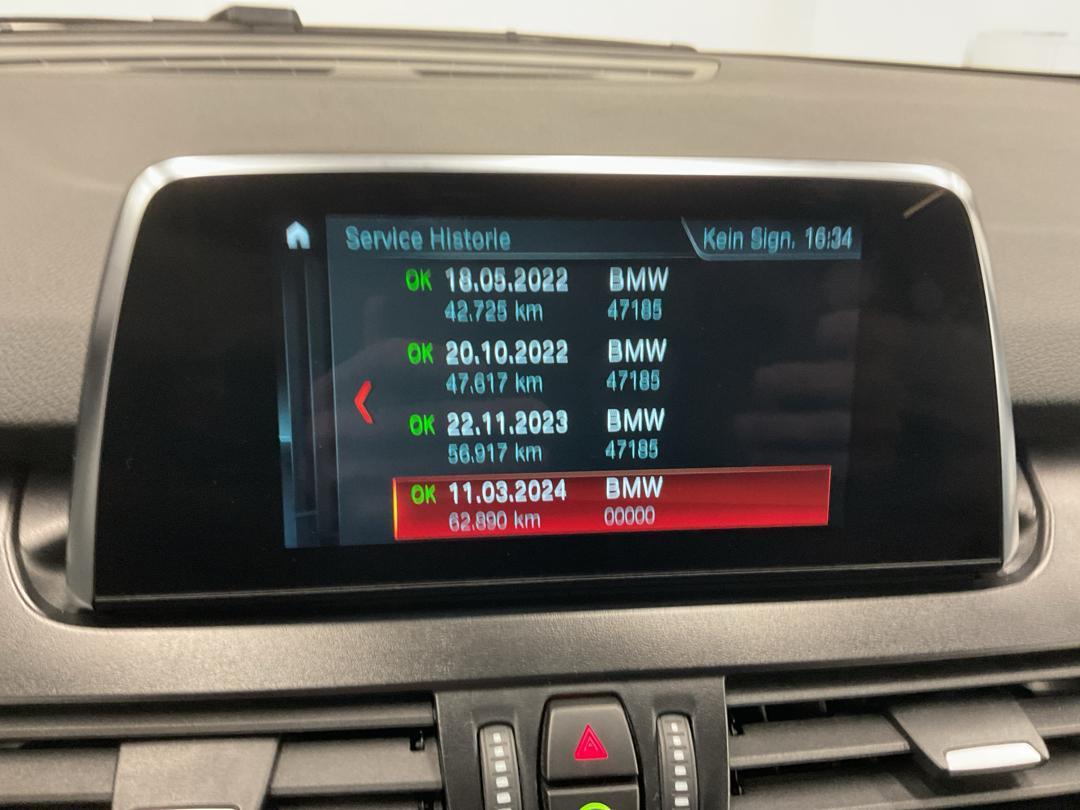 Service Historie
Kein Sign. 16:34
OK 18.05.2022 BMW
42.725 km 47185
OK 20.10.2022 BMW
47.617 km 47185
OK 22.11.2023 BMW
56.917 km 47185
OK 11.03.2024 BMW
62.890 km 00000